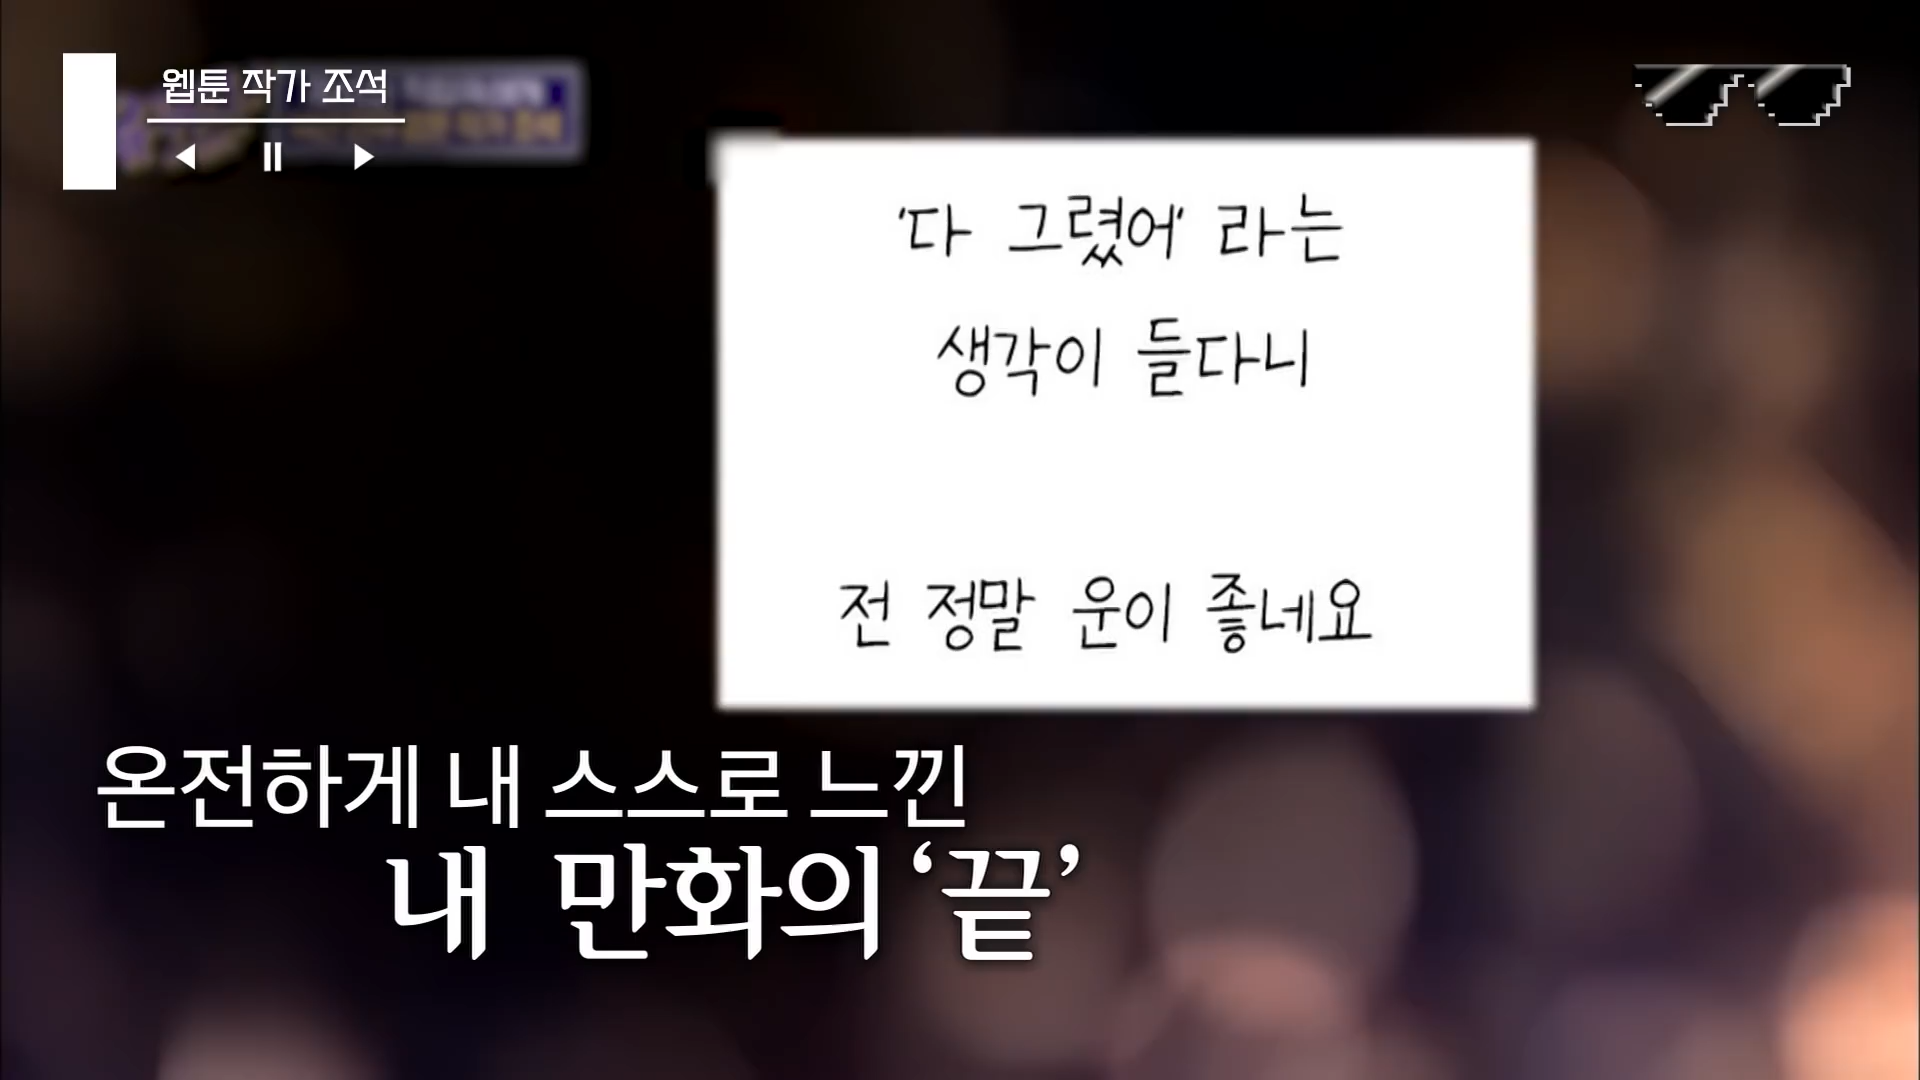 웹툰 작가 조석
'다 그렸어' 라는
생각이 들다니
전 정말 운이 좋네요
온전하게 내 스스로 느낀
내 만화의 ‘끝’